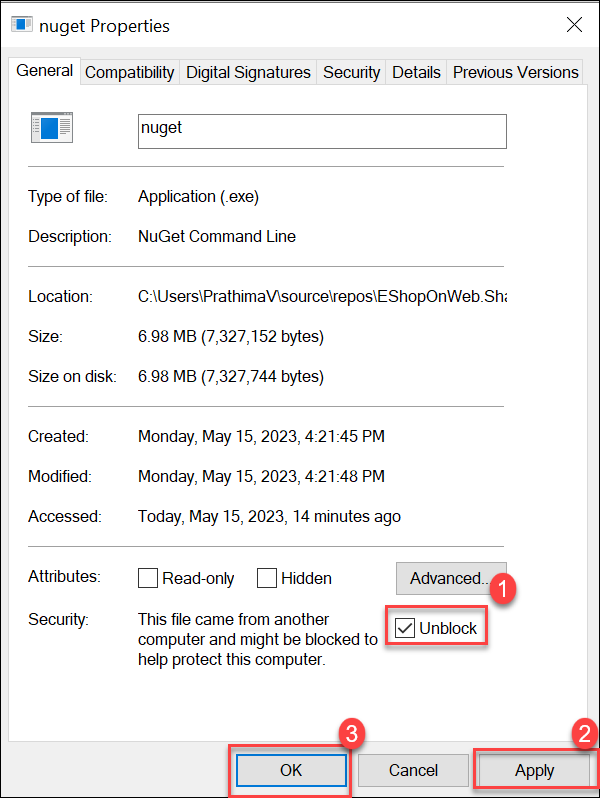 nuget Properties
General Compatibility Digital Signatures Security Details Previous Versions
nuget
Type of file: Application (.exe)
Description: NuGet Command Line
Location: C:\Users\PrathimaV\source\repos\EShopOnWeb.Sha
Size: 6.98 MB (7,327,152 bytes)
Size on disk: 6.98 MB (7,327,744 bytes)
Created: Monday, May 15, 2023, 4:21:45 PM
Modified: Monday, May 15, 2023, 4:21:48 PM
Accessed: Today, May 15, 2023, 14 minutes ago
Attributes: Read-only Hidden Advanced...
1
Security: This file came from another
computer and might be blocked to
help protect this computer.
Unblock
3 2
OK Cancel Apply